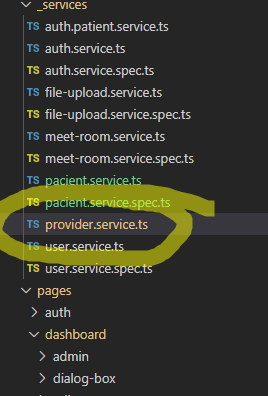 _services
TS auth.patient.service.ts
TS auth.service.ts
TS auth.service.spec.ts
TS file-upload.service.ts
TS file-upload.service.spec.ts
TS meet-room.service.ts
TS meet-room.service.spec.ts
TS pacient.service.ts
TS pacient.service.spec.ts
TS provider.service.ts
TS user.service.ts
TS user.service.spec.ts
pages
auth
dashboard
admin
dialog-box